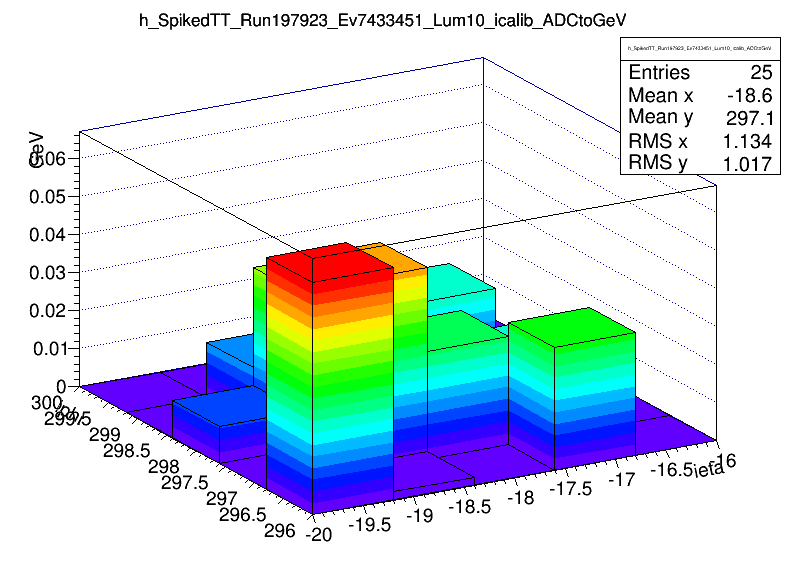 h_SpikedTT_Run197923_Ev7433451_Lum10_icalib_ADCtoGeV
h_SpikedTT_Run197923_Ev7433451_Lum10_icalib_ADCtoGeV
Entries 25
Mean x -18.6
Mean y 297.1
RMS x 1.134
RMS y 1.017
GeV
0.06
0.05
0.04
0.03
0.02
0.01
0
300
299.5
299
298.5
298
297.5
297
296.5
296
-20
-19.5
-19
-18.5
-18
-17.5
-17
-16.5
-16
ieta